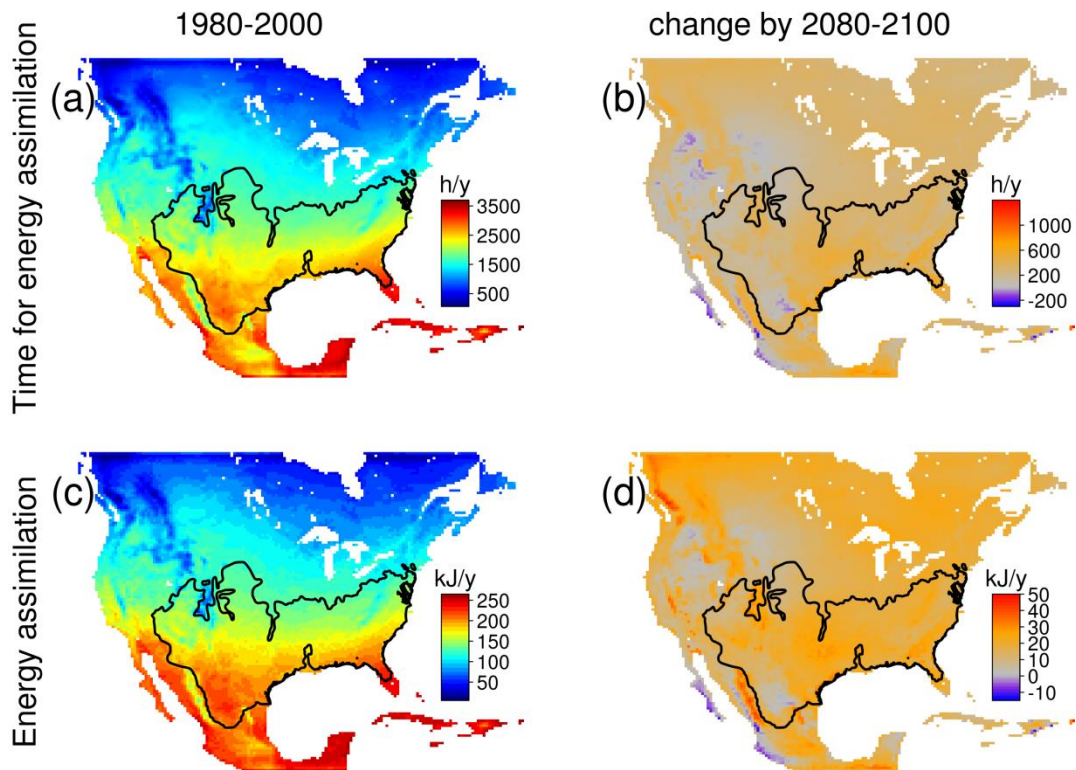 1980-2000
change by 2080-2100
Time for energy assimilation
(a)
h/y
3500
2500
1500
500
(b)
h/y
1000
600
200
-200
Energy assimilation
(c)
kJ/y
250
200
150
100
50
(d)
kJ/y
50
40
30
20
10
0
-10